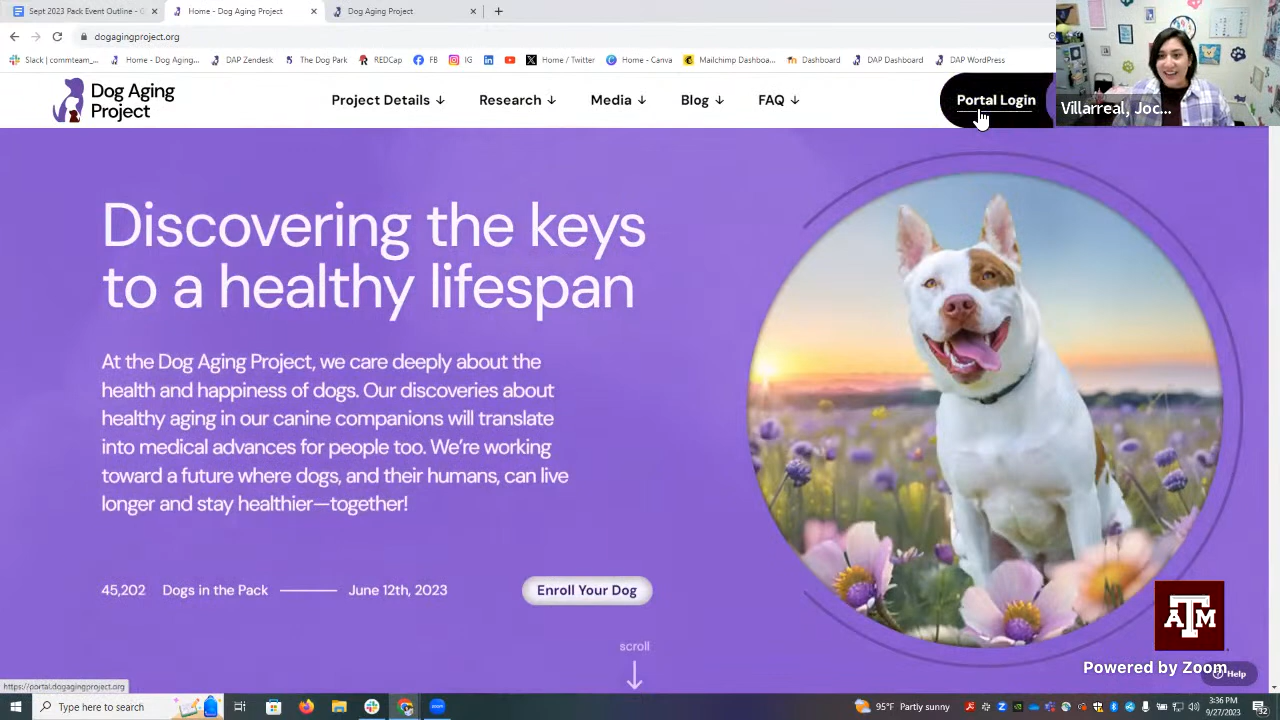 Sept 2023 Pack Event Outline - G
Home - Dog Aging Project
Dog Aging Project
dogagingproject.org
Slack | commteam_...
Home - Dog Aging...
DAP Zendesk
The Dog Park
REDCap
FB
IG
Home / Twitter
Home - Canva
Mailchimp Dashboa...
Dashboard
DAP Dashboard
DAP WordPress
Dog Aging
Project
Project Details
Research
Media
Blog
FAQ
Portal Login
Villarreal, Joc...
Discovering the keys
to a healthy lifespan
At the Dog Aging Project, we care deeply about the
health and happiness of dogs. Our discoveries about
healthy aging in our canine companions will translate
into medical advances for people too. We're working
toward a future where dogs, and their humans, can live
longer and stay healthier—together!
45,202 Dogs in the Pack
June 12th, 2023
Enroll Your Dog
scroll
ATM
Powered by Zoom
Help
https://portal.dogagingproject.org
Type here to search
95°F Partly sunny
3:36 PM
9/27/2023